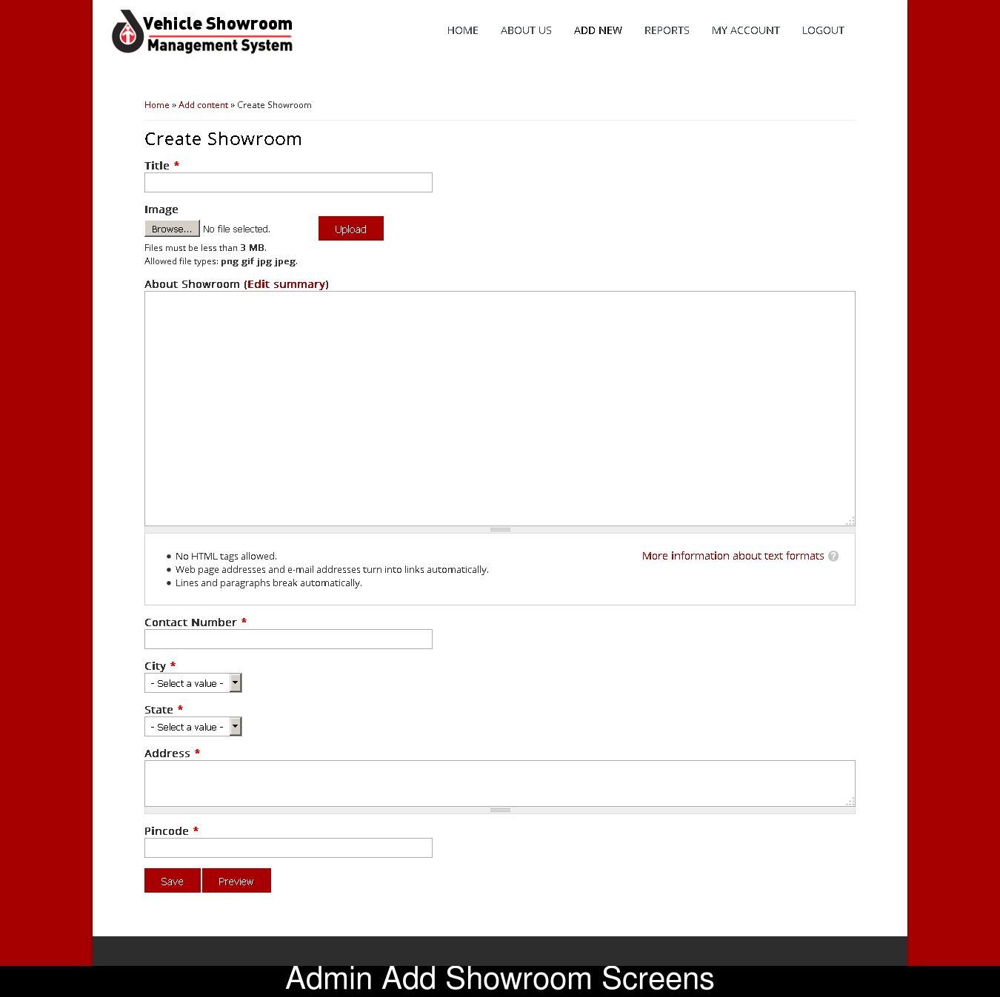 Vehicle Showroom
Management System
HOME ABOUT US ADD NEW REPORTS MY ACCOUNT LOGOUT
Home » Add content » Create Showroom
Create Showroom
Title *
Image
Browse... No file selected. Upload
Files must be less than 3 MB.
Allowed file types: png gif jpg jpeg.
About Showroom (Edit summary)
No HTML tags allowed.
More information about text formats ?
Web page addresses and e-mail addresses turn into links automatically.
Lines and paragraphs break automatically.
Contact Number *
City *
- Select a value -
State *
- Select a value -
Address *
Pincode *
Save Preview
Admin Add Showroom Screens